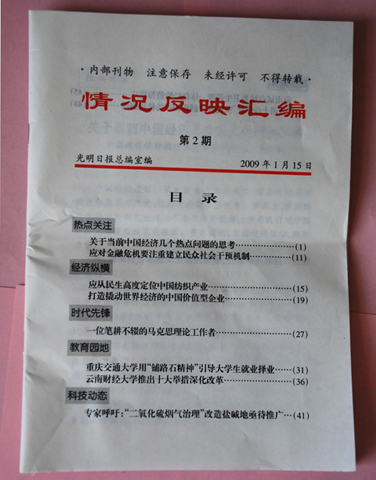 ·内部刊物 注意保存 未经许可 不得转载·
情况反映汇编
第2期
光明日报总编室编 2009年1月15日
目录
热点关注
关于当前中国经济几个热点问题的思考……………(1)
应对金融危机要注重建立民众社会干预机制………(11)
经济纵横
应从民生高度定位中国纺织产业……………………(15)
打造撬动世界经济的中国价值型企业………………(19)
时代先锋
一位笔耕不辍的马克思理论工作者…………………(27)
教育园地
重庆交通大学用“铺路石精神”引导大学生就业择业……(31)
云南财经大学推出十大举措深化改革………………(36)
科技动态
专家呼吁:“二氧化硫烟气治理”改造盐碱地亟待推广…(41)